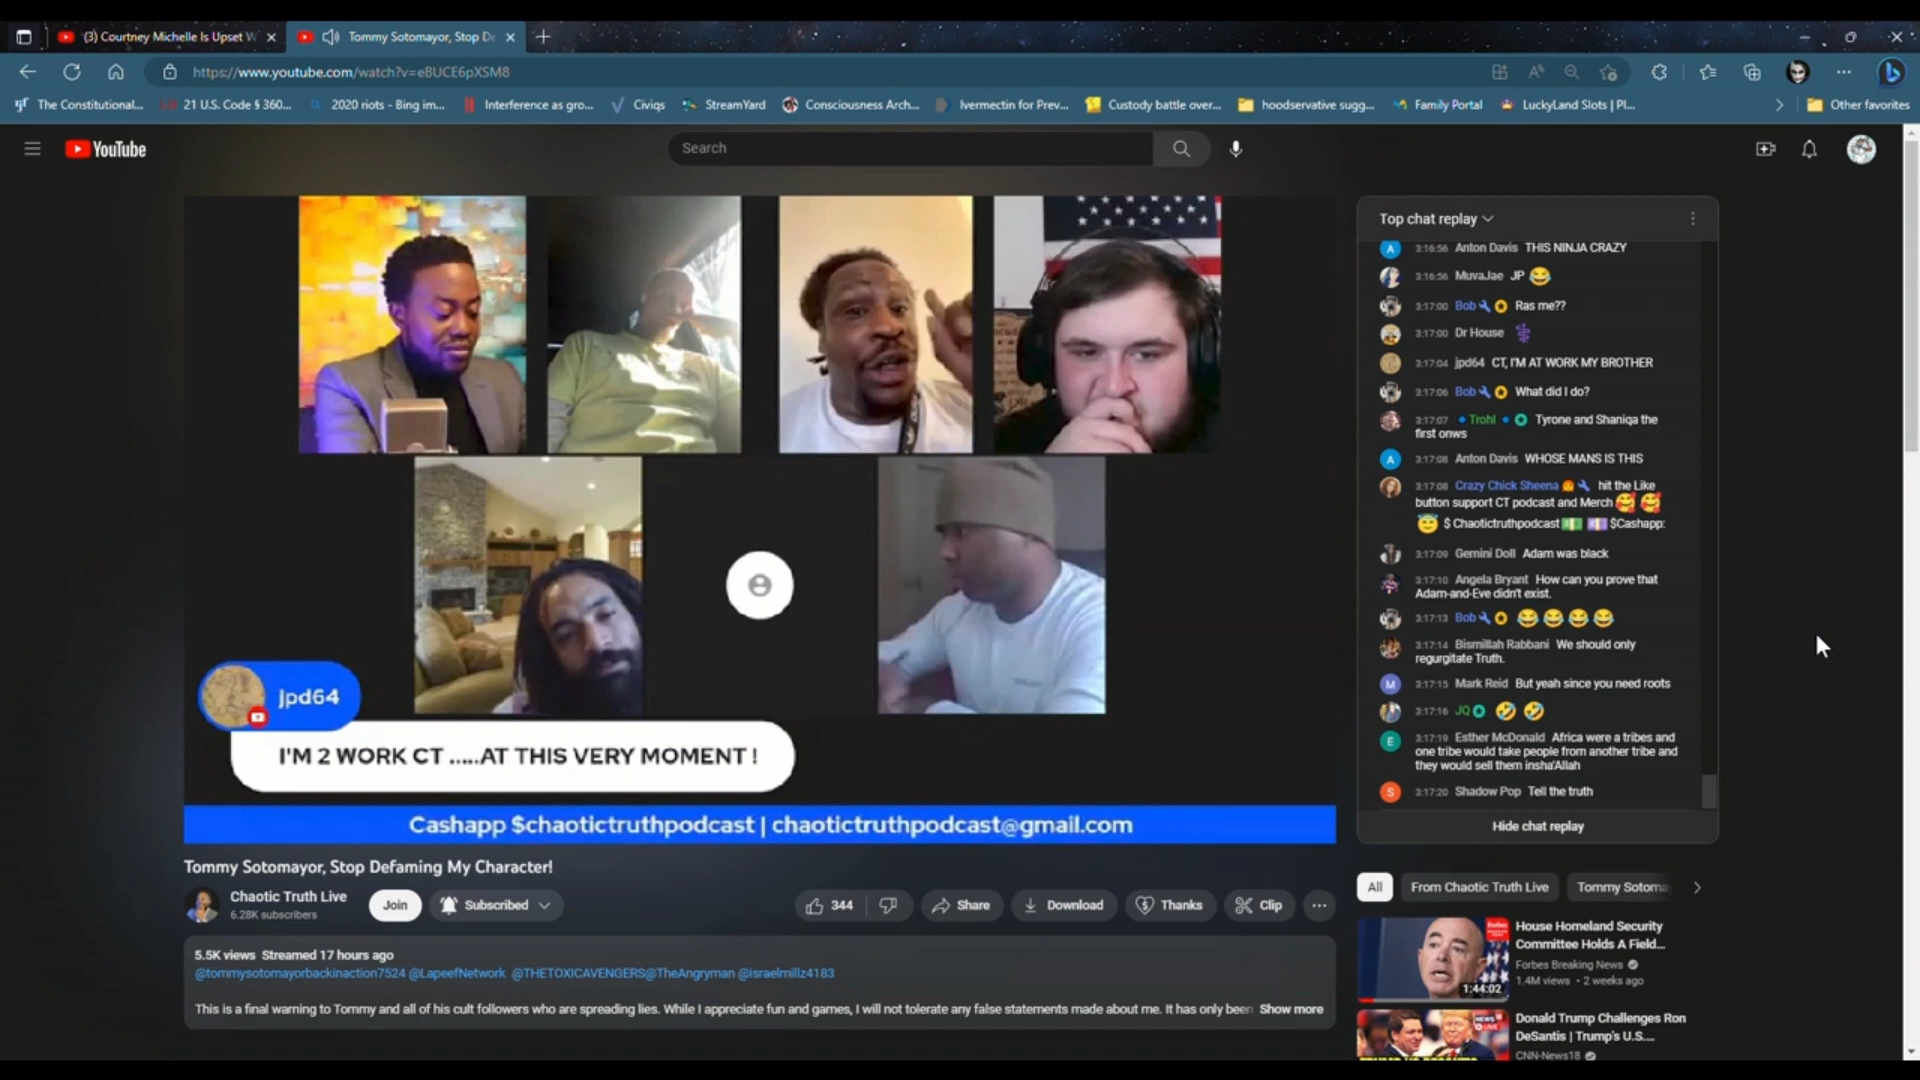 (3) Courtney Michelle Is Upset W
Tommy Sotomayor, Stop De
https://www.youtube.com/watch?v=eBUCE6pXSM8
The Constitutional...
21 U.S. Code § 360...
2020 riots - Bing im...
Interference as gro...
Civiqs
StreamYard
Consciousness Arch...
Ivermectin for Prev...
Custody battle over...
hoodservative sugg...
Family Portal
LuckyLand Slots | Pl...
Other favorites
YouTube
Search
jpd64
I'M 2 WORK CT .....AT THIS VERY MOMENT !
Cashapp $chaotictruthpodcast | chaotictruthpodcast@gmail.com
Tommy Sotomayor, Stop Defaming My Character!
Chaotic Truth Live
6.28K subscribers
Join
Subscribed
344
Share
Download
Thanks
Clip
5.5K views Streamed 17 hours ago
@tommysotomayorbackinaction7524 @LapeefNetwork @THETOXICAVENGERS@TheAngryman @israelmillz4183
This is a final warning to Tommy and all of his cult followers who are spreading lies. While I appreciate fun and games, I will not tolerate any false statements made about me. It has only been Show more
Top chat replay
A 3:16:56 Anton Davis THIS NINJA CRAZY
3:16:56 MuvaJae JP 😂
3:17:00 Bob Ras me??
3:17:00 Dr House
3:17:04 jpd64 CT, I'M AT WORK MY BROTHER
3:17:06 Bob What did I do?
3:17:07 🔹Trohl🔹 Tyrone and Shaniqa the
first onws
A 3:17:08 Anton Davis WHOSE MANS IS THIS
3:17:08 Crazy Chick Sheena hit the Like
button support CT podcast and Merch 🥰 🥰
😇 $ Chaotictruthpodcast 💵 💷 $Cashapp:
3:17:09 Gemini Doll Adam was black
3:17:10 Angela Bryant How can you prove that
Adam-and-Eve didn't exist.
3:17:13 Bob 😂 😂 😂 😂
3:17:14 Bismillah Rabbani We should only
regurgitate Truth.
M 3:17:15 Mark Reid But yeah since you need roots
3:17:16 JQ 🤣 🤣
E 3:17:19 Esther McDonald Africa were a tribes and
one tribe would take people from another tribe and
they would sell them insha'Allah
S 3:17:20 Shadow Pop Tell the truth
Hide chat replay
All
From Chaotic Truth Live
Tommy Sotoma
House Homeland Security
Committee Holds A Field...
Forbes Breaking News
1.4M views • 2 weeks ago
1:44:02
Donald Trump Challenges Ron
DeSantis | Trump's U.S....
CNN-News18